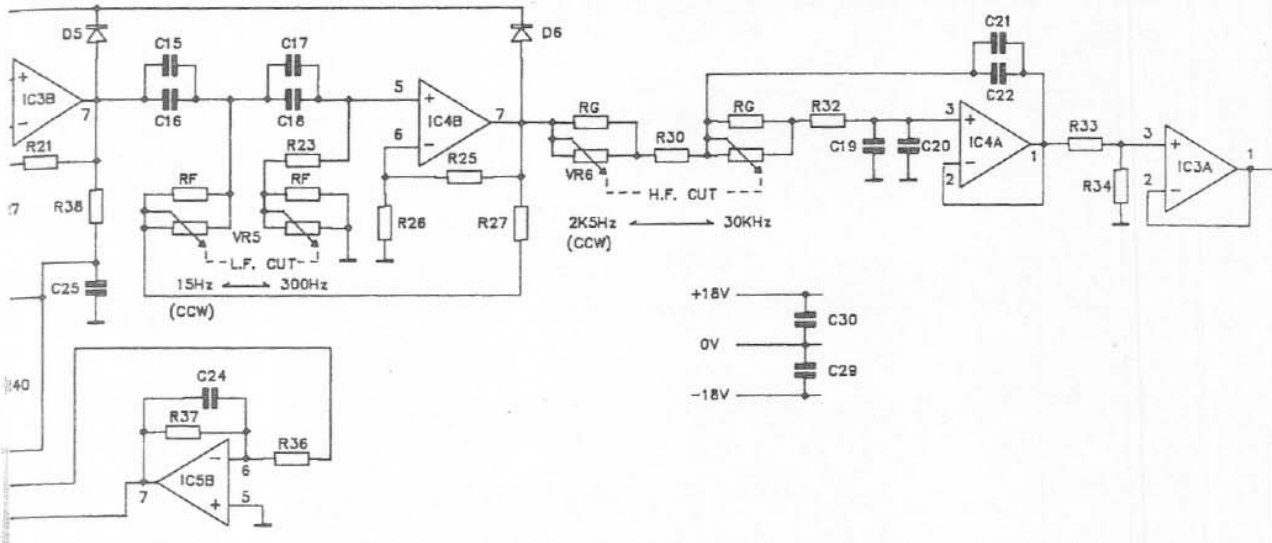 D5
C15
C17
D6
C21
IC3B
7
C16
C18
5
6
IC4B
7
RG
C22
RG
R32
3
IC4A
2
1
R33
3
IC3A
2
1
R21
R23
R25
VR6
R30
C19
C20
R34
R38
RF
RF
R26
R27
H.F. CUT
2K5Hz
30KHz
(CCW)
VR5
L.F. CUT
C25
15Hz
300Hz
(CCW)
+18V
C30
0V
C29
-18V
C24
R37
R36
6
IC5B
7
5